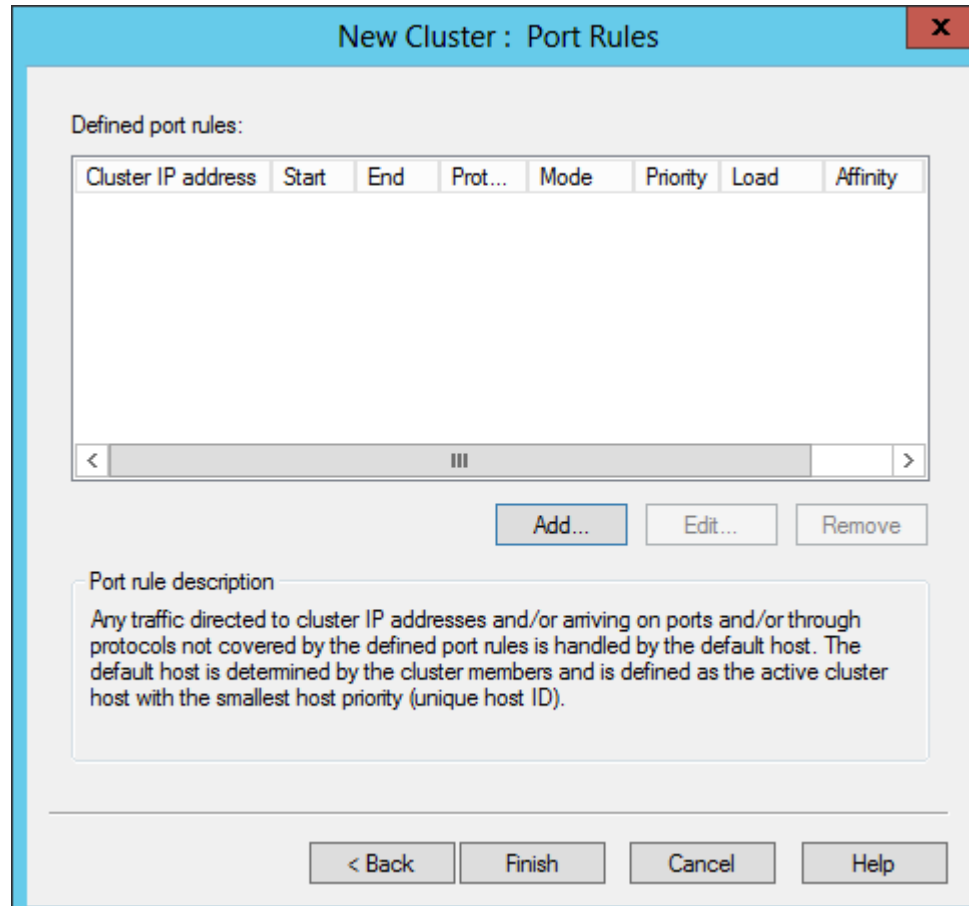 New Cluster : Port Rules
x
Defined port rules:
Cluster IP address Start End Prot... Mode Priority Load Affinity
Add... Edit... Remove
Port rule description
Any traffic directed to cluster IP addresses and/or arriving on ports and/or through
protocols not covered by the defined port rules is handled by the default host. The
default host is determined by the cluster members and is defined as the active cluster
host with the smallest host priority (unique host ID).
< Back Finish Cancel Help